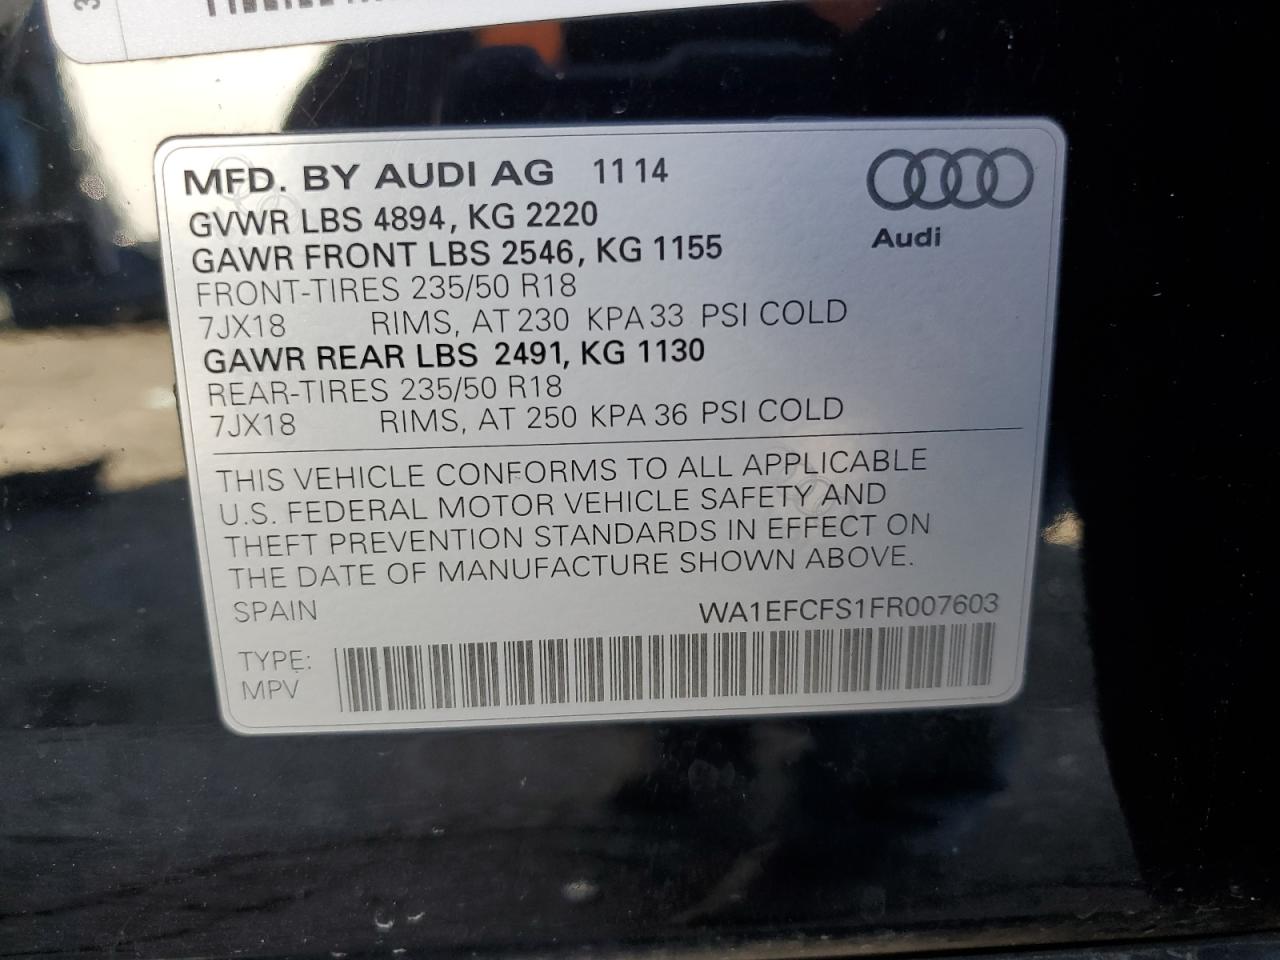 MFD. BY AUDI AG 11 14
GVWR LBS 4894, KG 2220
GAWR FRONT LBS 2546, KG 1155
FRONT-TIRES 235/50 R18
7JX18 RIMS, AT 230 KPA 33 PSI COLD
GAWR REAR LBS 2491, KG 1130
REAR-TIRES 235/50 R18
7JX18 RIMS, AT 250 KPA 36 PSI COLD
Audi
THIS VEHICLE CONFORMS TO ALL APPLICABLE
U.S. FEDERAL MOTOR VEHICLE SAFETY AND
THEFT PREVENTION STANDARDS IN EFFECT ON
THE DATE OF MANUFACTURE SHOWN ABOVE.
SPAIN WA1EFCFS1FR007603
TYPE:
MPV